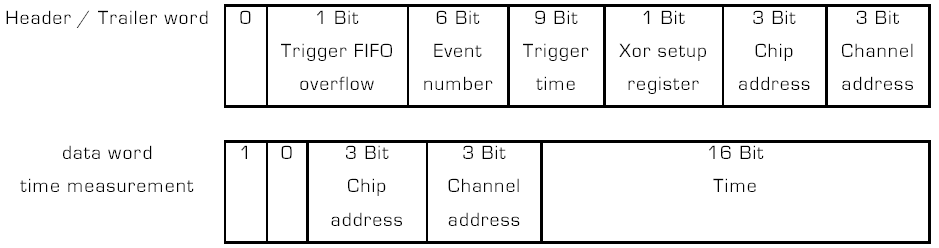 Header / Trailer word 0 1 Bit 6 Bit 9 Bit 1 Bit 3 Bit 3 Bit
Trigger FIFO Event Trigger Xor setup Chip Channel
overflow number time register address address
data word 1 0 3 Bit 3 Bit 16 Bit
time measurement Chip Channel Time
address address